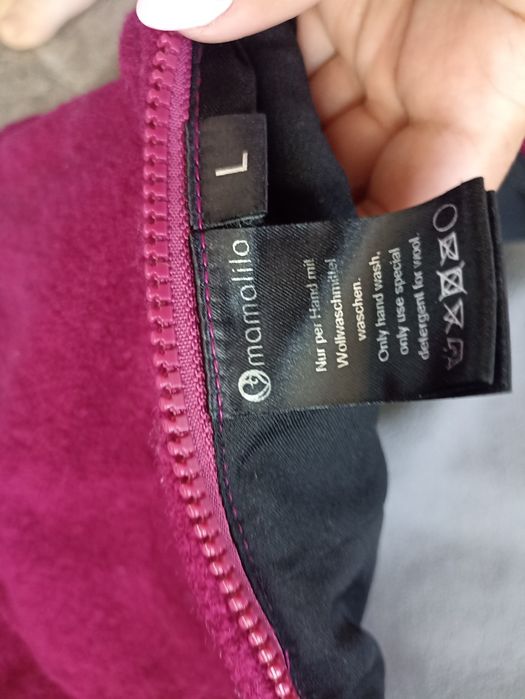 L
mamalila
Nur per Hand mit
Wollwaschmittel
waschen.
Only hand wash,
only use special
detergent for wool.